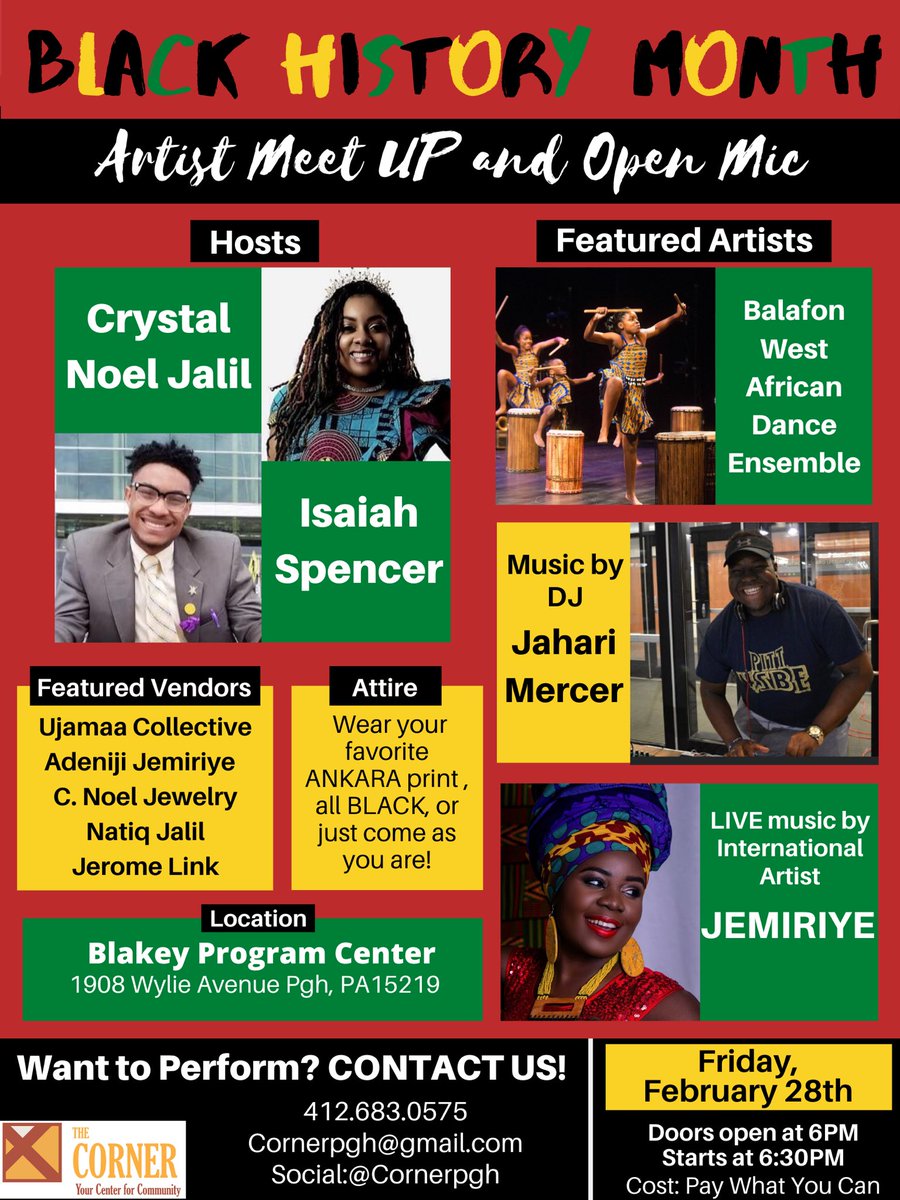 BLACK HISTORY MONTH
Artist Meet UP and Open Mic
Hosts
Crystal
Noel Jalil
Isaiah
Spencer
Featured Artists
Balafon
West
African
Dance
Ensemble
Music by
DJ
Jahari
Mercer
PITT
LIVE music by
International
Artist
JEMIRIYE
Featured Vendors
Ujamaa Collective
Adeniji Jemiriye
C. Noel Jewelry
Natiq Jalil
Jerome Link
Attire
Wear your
favorite
ANKARA print ,
all BLACK, or
just come as
you are!
Location
Blakey Program Center
1908 Wylie Avenue Pgh, PA15219
Want to Perform? CONTACT US!
412.683.0575
Cornerpgh@gmail.com
Social:@Cornerpgh
THE
CORNER
Your Center for Community
Friday,
February 28th
Doors open at 6PM
Starts at 6:30PM
Cost: Pay What You Can